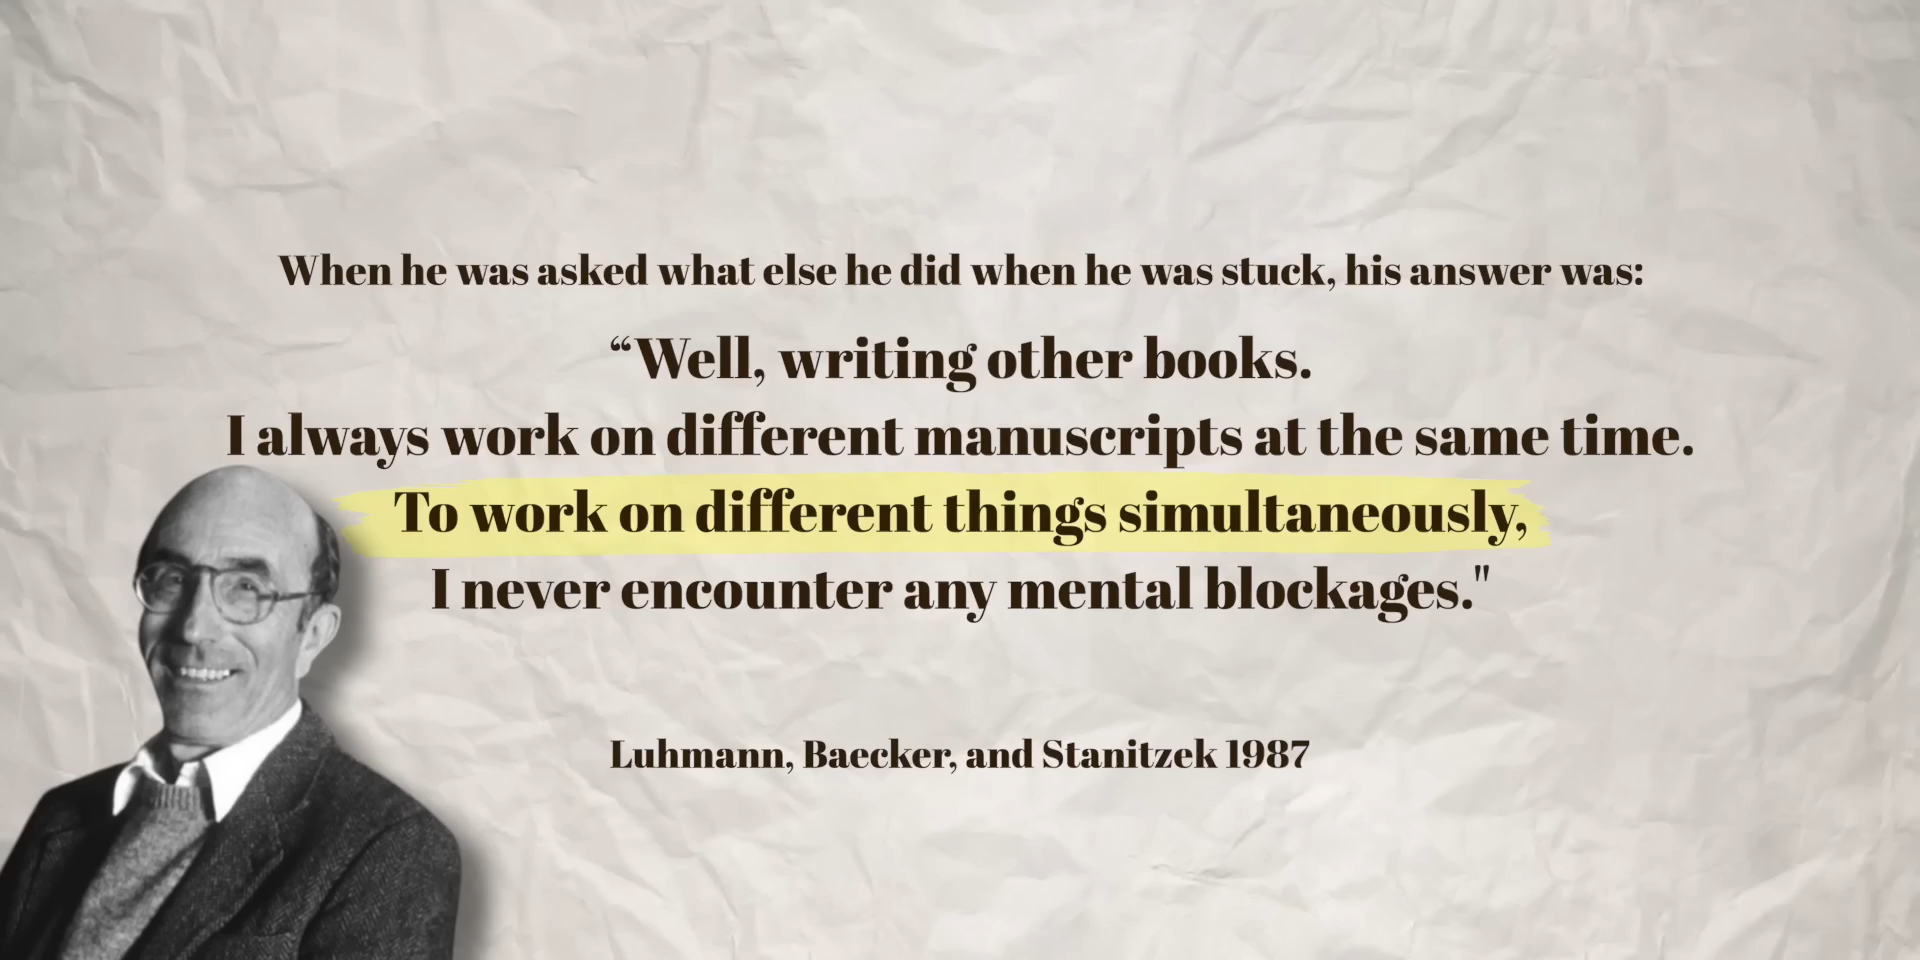 When he was asked what else he did when he was stuck, his answer was:
“Well, writing other books.
I always work on different manuscripts at the same time.
To work on different things simultaneously,
I never encounter any mental blockages."
Luhmann, Baecker, and Stanitzek 1987